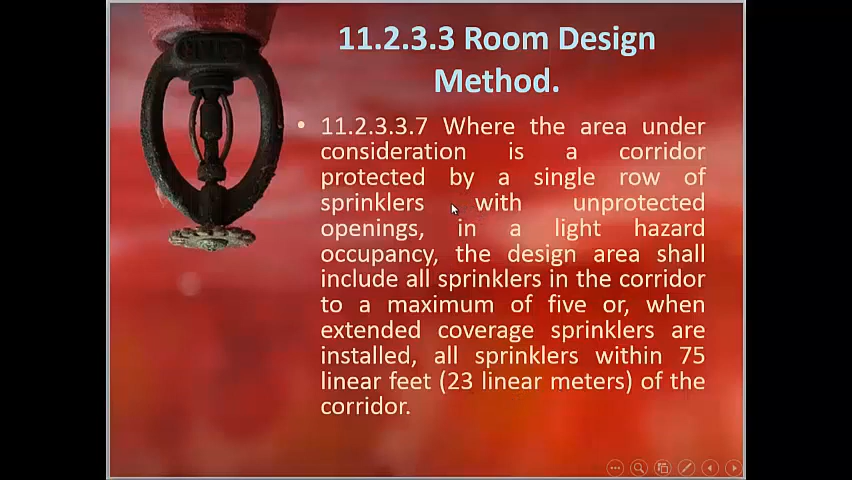 11.2.3.3 Room Design
Method.
• 11.2.3.3.7 Where the area under
consideration is a corridor
protected by a single row of
sprinklers with unprotected
openings, in a light hazard
occupancy, the design area shall
include all sprinklers in the corridor
to a maximum of five or, when
extended coverage sprinklers are
installed, all sprinklers within 75
linear feet (23 linear meters) of the
corridor.